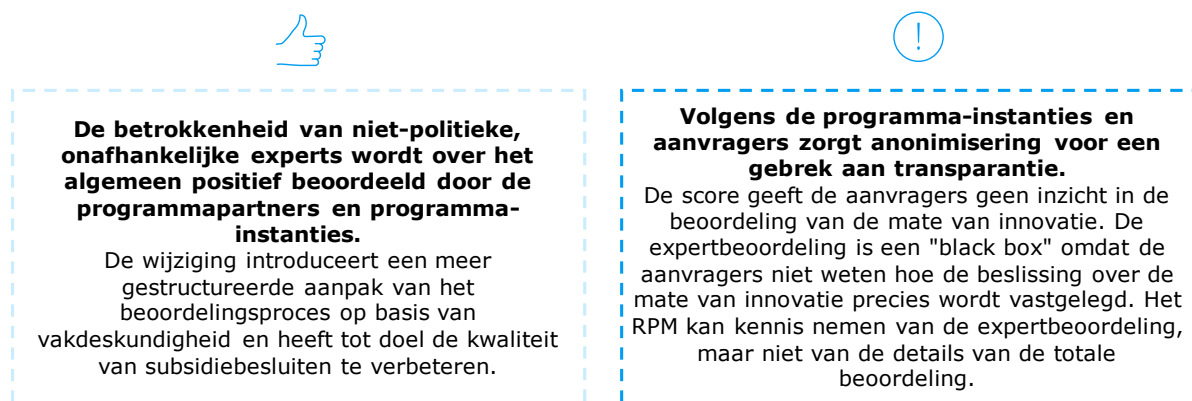 De betrokkenheid van niet-politieke,
onafhankelijke experts wordt over het
algemeen positief beoordeeld door de
programmapartners en programma-
instanties.
De wijziging introduceert een meer
gestructureerde aanpak van het
beoordelingsproces op basis van
vakdeskundigheid en heeft tot doel de kwaliteit
van subsidiebesluiten te verbeteren.
Volgens de programma-instanties en
aanvragers zorgt anonimisering voor een
gebrek aan transparantie.
De score geeft de aanvragers geen inzicht in de
beoordeling van de mate van innovatie. De
expertbeoordeling is een "black box" omdat de
aanvragers niet weten hoe de beslissing over de
mate van innovatie precies wordt vastgelegd. Het
RPM kan kennis nemen van de expertbeoordeling,
maar niet van de details van de totale
beoordeling.